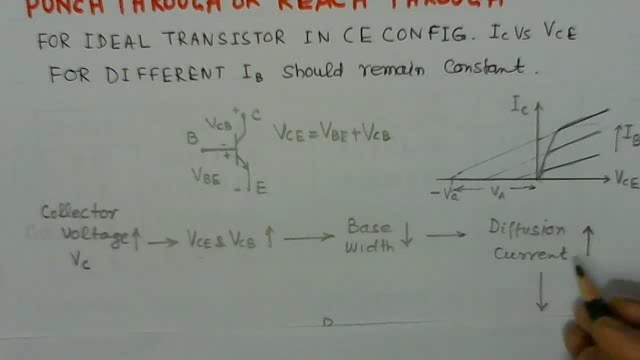 PUNCH THROUGH OR REACH THROUGH
FOR IDEAL TRANSISTOR IN CE CONFIG. Ic Vs VCE
FOR DIFFERENT IB should remain constant.
C
VCB
B
VBE
E
VCE = VBE + VCB
Ic
↑IB
VCE
-Va
VA
Collector
Voltage↑
Vc
→ VCE & VCB ↑ →
Base
Width ↓ →
Diffusion
Current ↑
↓